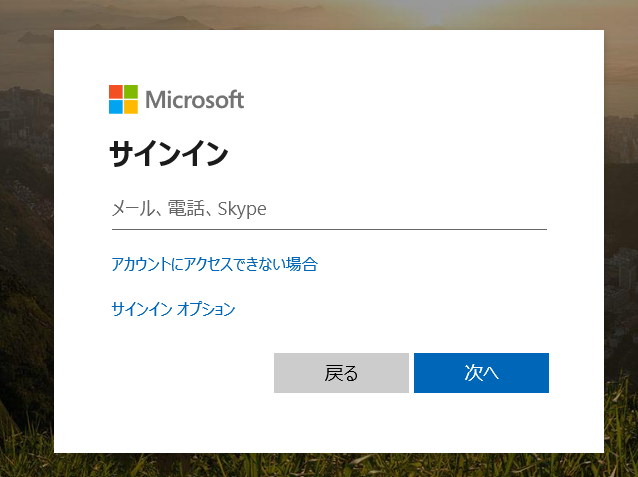 Microsoft
サインイン
メール、電話、Skype
アカウントにアクセスできない場合
サインイン オプション
戻る
次へ